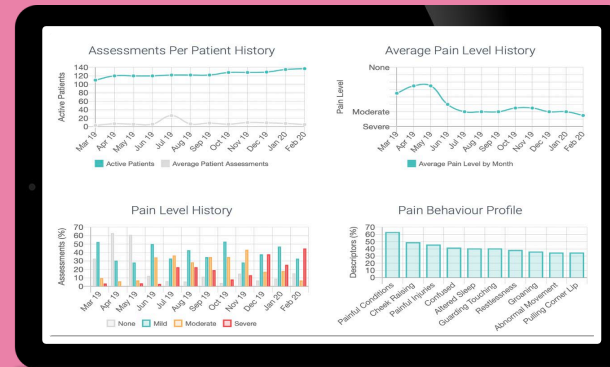 Assessments Per Patient History
Active Patients
140
120
100
80
60
40
20
0
Mar 19
Apr 19
May 19
Jun 19
Jul 19
Aug 19
Sep 19
Oct 19
Nov 19
Dec 19
Jan 20
Feb 20
Active Patients
Average Patient Assessments
Average Pain Level History
Pain Level
None
Moderate
Severe
Mar 19
Apr 19
May 19
Jun 19
Jul 19
Aug 19
Sep 19
Oct 19
Nov 19
Dec 19
Jan 20
Feb 20
Average Pain Level by Month
Pain Level History
Assessments (%)
70
60
50
40
30
20
10
0
Mar 19
Apr 19
May 19
Jun 19
Jul 19
Aug 19
Sep 19
Oct 19
Nov 19
Dec 19
Jan 20
Feb 20
None
Mild
Moderate
Severe
Pain Behaviour Profile
Descriptors (%)
70
60
50
40
30
20
10
0
Painful Conditions
Cheek Raising
Painful Injuries
Confused
Altered Sleep
Guarding Touching
Restlessness
Groaning
Abnormal Movement
Pulling Corner Lip